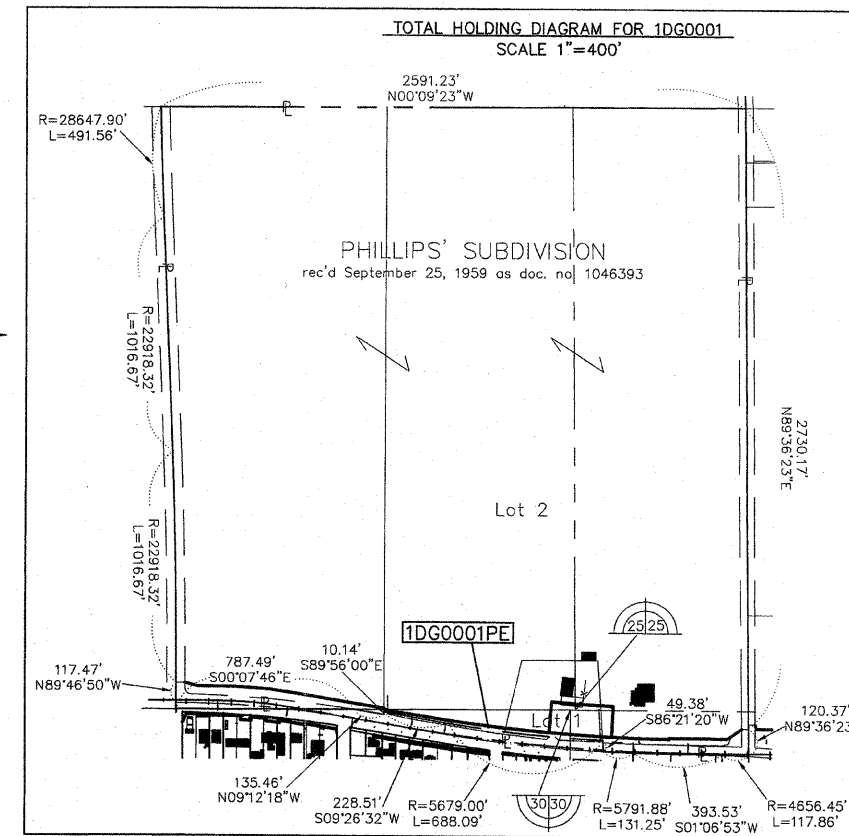 TOTAL HOLDING DIAGRAM FOR 1DG0001
SCALE 1"=400'
2591.23'
N00°09'23"W
R=28647.90'
L=491.56'
PHILLIPS' SUBDIVISION
rec'd September 25, 1959 as doc. no 1046393
R=22918.32'
L=1016.67'
2730.17'
N89°36'23"E
Lot 2
R=22918.32'
L=1016.67'
1DG0001PE
25 25
117.47'
N89°46'50"W
787.49'
S00°07'46"E
10.14'
S89°56'00"E
Lot 1
49.38'
S86°21'20"W
120.37'
N89°36'23
135.46'
N09°12'18"W
228.51'
S09°26'32"W
R=5679.00'
L=688.09'
30 30
R=5791.88'
L=131.25'
393.53'
S01°06'53"W
R=4656.45'
L=117.86'